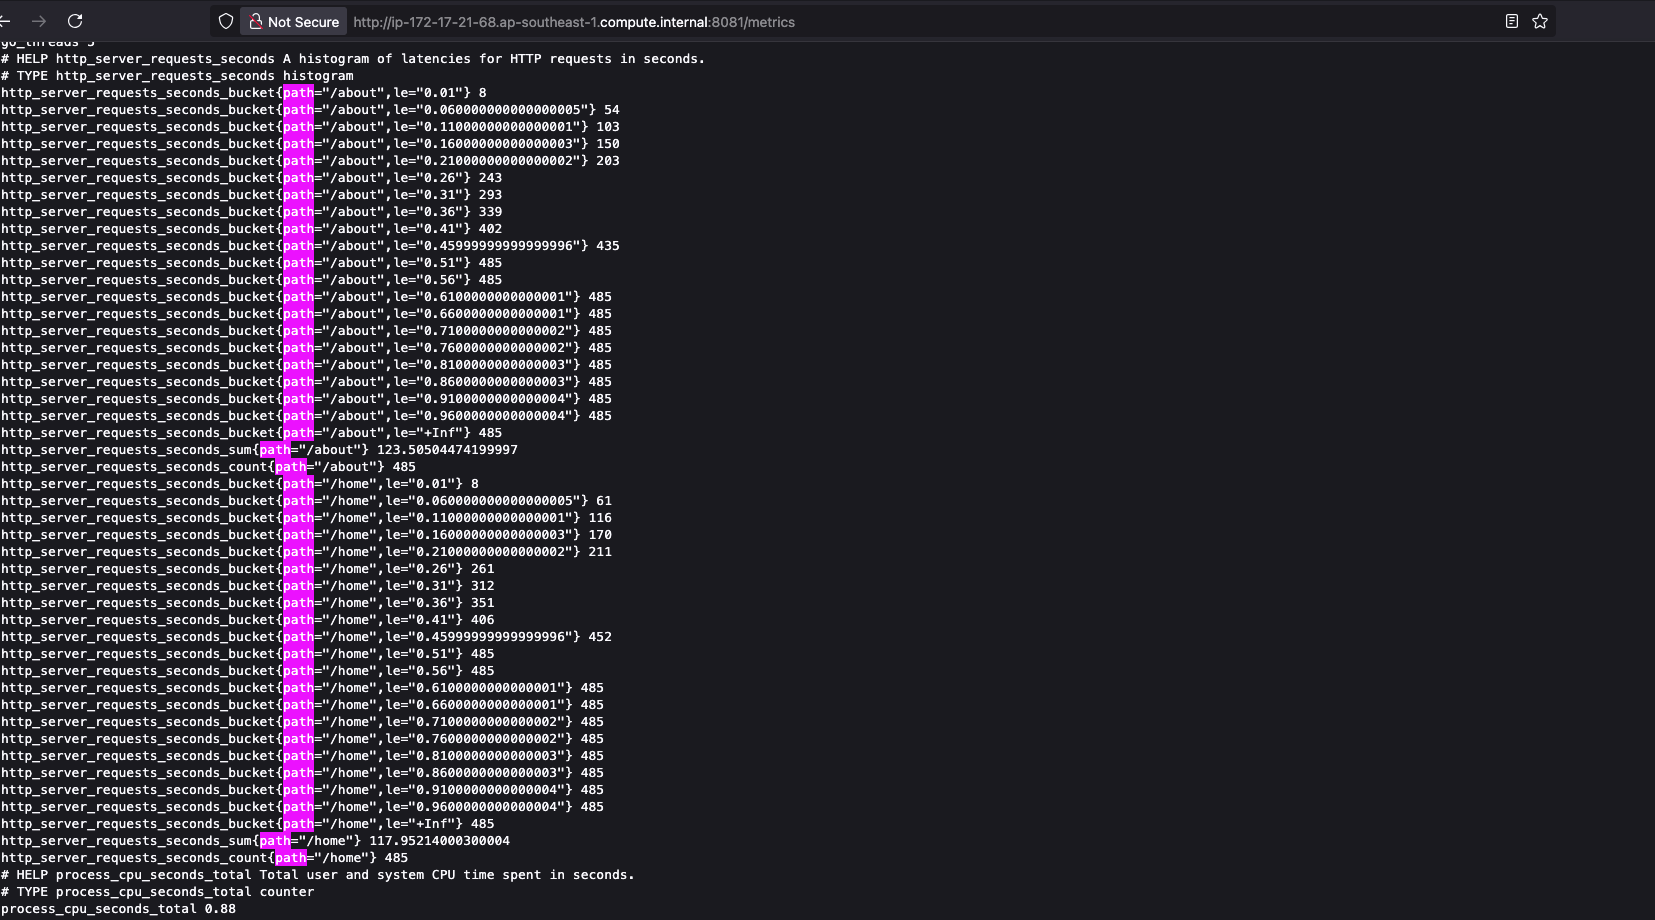 Not Secure http://ip-172-17-21-68.ap-southeast-1.compute.internal:8081/metrics
go_threads 5
# HELP http_server_requests_seconds A histogram of latencies for HTTP requests in seconds.
# TYPE http_server_requests_seconds histogram
http_server_requests_seconds_bucket{path="/about",le="0.01"} 8
http_server_requests_seconds_bucket{path="/about",le="0.060000000000000005"} 54
http_server_requests_seconds_bucket{path="/about",le="0.11000000000000001"} 103
http_server_requests_seconds_bucket{path="/about",le="0.16000000000000003"} 150
http_server_requests_seconds_bucket{path="/about",le="0.21000000000000002"} 203
http_server_requests_seconds_bucket{path="/about",le="0.26"} 243
http_server_requests_seconds_bucket{path="/about",le="0.31"} 293
http_server_requests_seconds_bucket{path="/about",le="0.36"} 339
http_server_requests_seconds_bucket{path="/about",le="0.41"} 402
http_server_requests_seconds_bucket{path="/about",le="0.45999999999999996"} 435
http_server_requests_seconds_bucket{path="/about",le="0.51"} 485
http_server_requests_seconds_bucket{path="/about",le="0.56"} 485
http_server_requests_seconds_bucket{path="/about",le="0.6100000000000001"} 485
http_server_requests_seconds_bucket{path="/about",le="0.6600000000000001"} 485
http_server_requests_seconds_bucket{path="/about",le="0.7100000000000002"} 485
http_server_requests_seconds_bucket{path="/about",le="0.7600000000000002"} 485
http_server_requests_seconds_bucket{path="/about",le="0.8100000000000003"} 485
http_server_requests_seconds_bucket{path="/about",le="0.8600000000000003"} 485
http_server_requests_seconds_bucket{path="/about",le="0.9100000000000004"} 485
http_server_requests_seconds_bucket{path="/about",le="0.9600000000000004"} 485
http_server_requests_seconds_bucket{path="/about",le="+Inf"} 485
http_server_requests_seconds_sum{path="/about"} 123.50504474199997
http_server_requests_seconds_count{path="/about"} 485
http_server_requests_seconds_bucket{path="/home",le="0.01"} 8
http_server_requests_seconds_bucket{path="/home",le="0.060000000000000005"} 61
http_server_requests_seconds_bucket{path="/home",le="0.11000000000000001"} 116
http_server_requests_seconds_bucket{path="/home",le="0.16000000000000003"} 170
http_server_requests_seconds_bucket{path="/home",le="0.21000000000000002"} 211
http_server_requests_seconds_bucket{path="/home",le="0.26"} 261
http_server_requests_seconds_bucket{path="/home",le="0.31"} 312
http_server_requests_seconds_bucket{path="/home",le="0.36"} 351
http_server_requests_seconds_bucket{path="/home",le="0.41"} 406
http_server_requests_seconds_bucket{path="/home",le="0.45999999999999996"} 452
http_server_requests_seconds_bucket{path="/home",le="0.51"} 485
http_server_requests_seconds_bucket{path="/home",le="0.56"} 485
http_server_requests_seconds_bucket{path="/home",le="0.6100000000000001"} 485
http_server_requests_seconds_bucket{path="/home",le="0.6600000000000001"} 485
http_server_requests_seconds_bucket{path="/home",le="0.7100000000000002"} 485
http_server_requests_seconds_bucket{path="/home",le="0.7600000000000002"} 485
http_server_requests_seconds_bucket{path="/home",le="0.8100000000000003"} 485
http_server_requests_seconds_bucket{path="/home",le="0.8600000000000003"} 485
http_server_requests_seconds_bucket{path="/home",le="0.9100000000000004"} 485
http_server_requests_seconds_bucket{path="/home",le="0.9600000000000004"} 485
http_server_requests_seconds_bucket{path="/home",le="+Inf"} 485
http_server_requests_seconds_sum{path="/home"} 117.95214000300004
http_server_requests_seconds_count{path="/home"} 485
# HELP process_cpu_seconds_total Total user and system CPU time spent in seconds.
# TYPE process_cpu_seconds_total counter
process_cpu_seconds_total 0.88